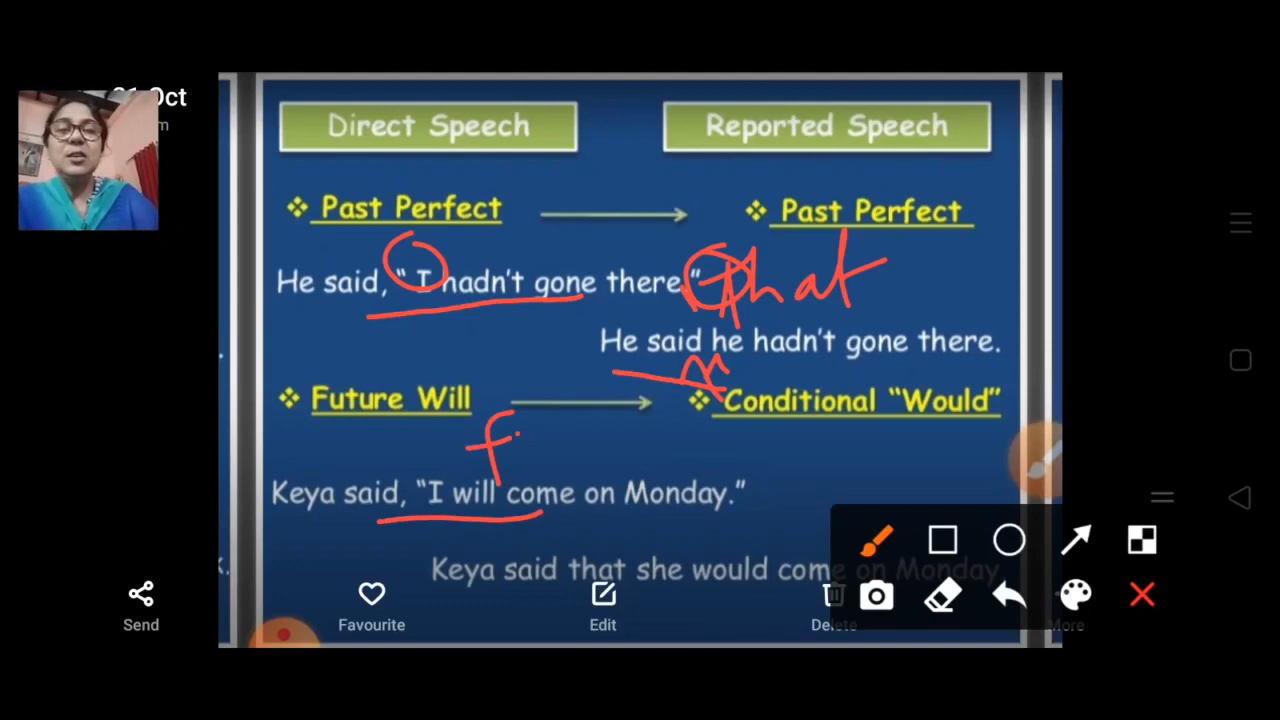 21 Oct
m
Direct Speech
Reported Speech
❖ Past Perfect
❖ Past Perfect
He said, “ I hadn’t gone there.”
that
He said he hadn’t gone there.
❖ Future Will
❖ Conditional “Would”
f
Keya said, “I will come on Monday.”
Keya said that she would come on Monday
Send
Favourite
Edit
Delete
More